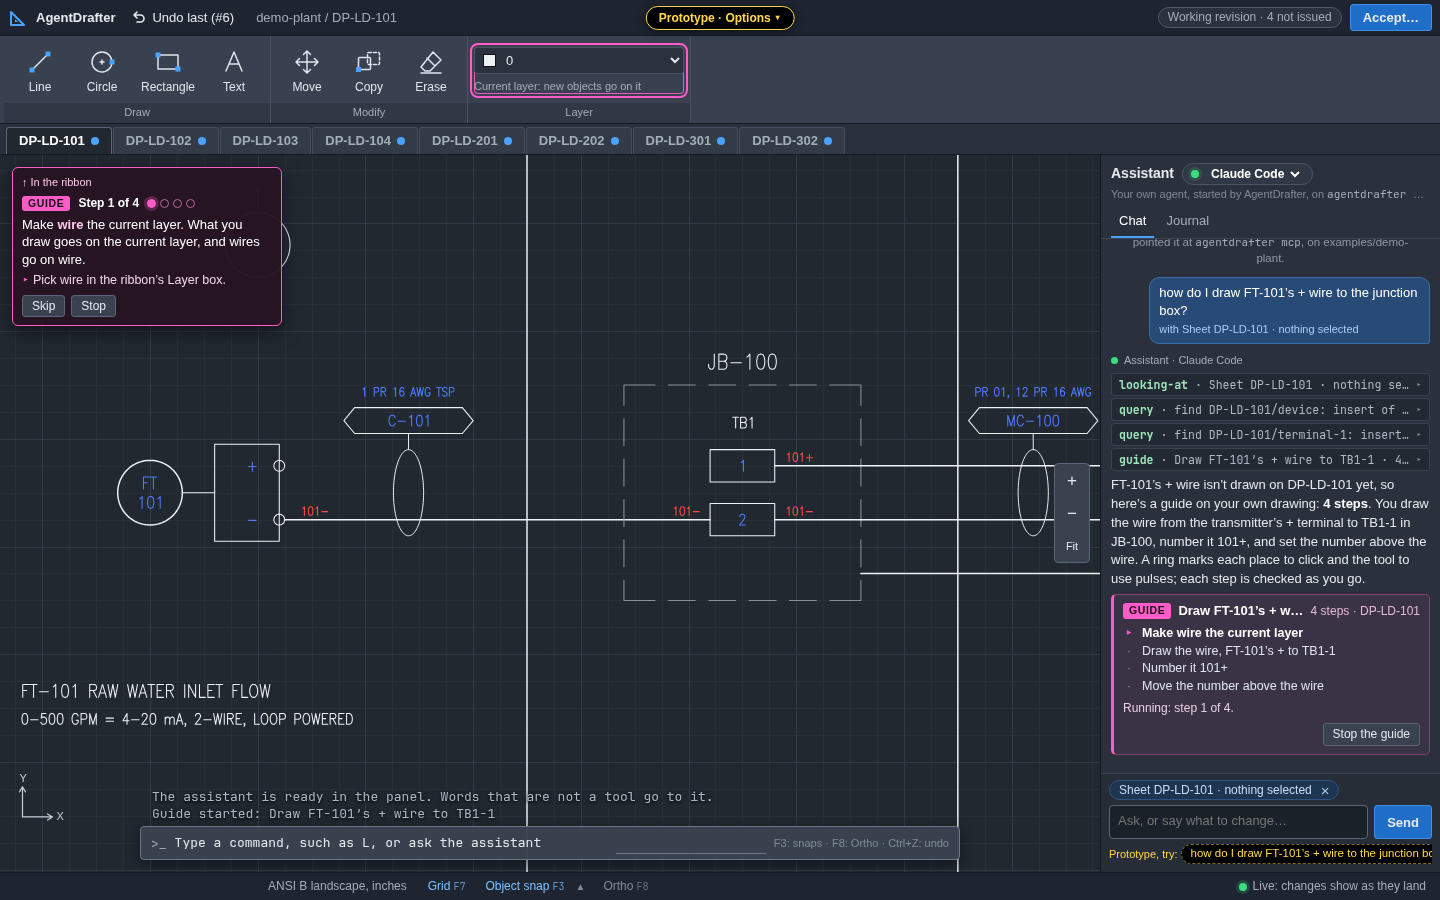 AgentDrafter
Undo last (#6)
demo-plant / DP-LD-101
Prototype · Options ▾
Working revision · 4 not issued
Accept…
Line
Circle
Rectangle
Text
Move
Copy
Erase
0
Current layer: new objects go on it
Draw
Modify
Layer
DP-LD-101
DP-LD-102
DP-LD-103
DP-LD-104
DP-LD-201
DP-LD-202
DP-LD-301
DP-LD-302
↑ In the ribbon
GUIDE Step 1 of 4
Make wire the current layer. What you
draw goes on the current layer, and wires
go on wire.
▸ Pick wire in the ribbon’s Layer box.
Skip
Stop
JB-100
1 PR 16 AWG TSP
C-101
TB1
PR 01, 12 PR 16 AWG
MC-100
FT
101
+
−
101−
1
101+
101−
2
101−
+
−
Fit
FT-101 RAW WATER INLET FLOW
0-500 GPM = 4-20 mA, 2-WIRE, LOOP POWERED
Y
X
The assistant is ready in the panel. Words that are not a tool go to it.
Guide started: Draw FT-101’s + wire to TB1-1
>_ Type a command, such as L, or ask the assistant
F3: snaps · F8: Ortho · Ctrl+Z: undo
Assistant
Claude Code
Your own agent, started by AgentDrafter, on agentdrafter …
Chat
Journal
pointed it at agentdrafter mcp, on examples/demo-
plant.
how do I draw FT-101’s + wire to the junction
box?
with Sheet DP-LD-101 · nothing selected
Assistant · Claude Code
looking-at · Sheet DP-LD-101 · nothing se… ▸
query · find DP-LD-101/device: insert of … ▸
query · find DP-LD-101/terminal-1: insert… ▸
guide · Draw FT-101’s + wire to TB1-1 · 4… ▸
FT-101’s + wire isn’t drawn on DP-LD-101 yet, so
here’s a guide on your own drawing: 4 steps. You draw
the wire from the transmitter’s + terminal to TB1-1 in
JB-100, number it 101+, and set the number above the
wire. A ring marks each place to click and the tool to
use pulses; each step is checked as you go.
GUIDE Draw FT-101’s + w… 4 steps · DP-LD-101
▸ Make wire the current layer
· Draw the wire, FT-101’s + to TB1-1
· Number it 101+
· Move the number above the wire
Running: step 1 of 4.
Stop the guide
Sheet DP-LD-101 · nothing selected ×
Ask, or say what to change…
Send
Prototype, try:
how do I draw FT-101’s + wire to the junction bo
ANSI B landscape, inches
Grid F7
Object snap F3 ▲
Ortho F8
Live: changes show as they land